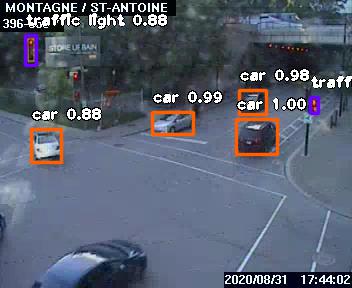 MONTAGNE / ST-ANTOINE
traffic light 0.88
STORE LE BAIN
car 0.98
traff
car 0.99
car 1.00
car 0.88
2020/08/31 17:44:02